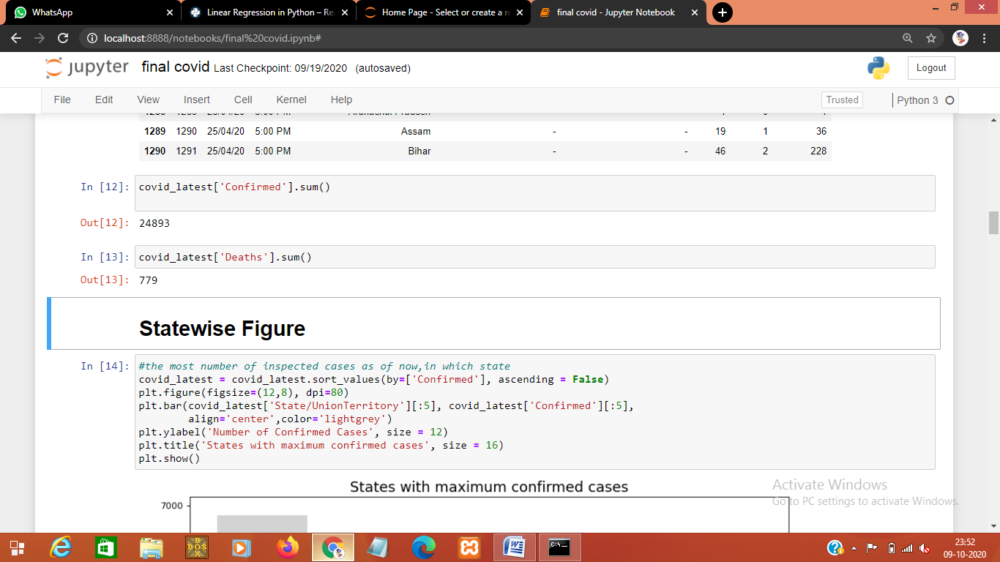 WhatsApp
Linear Regression in Python – Re
Home Page - Select or create a n
final covid - Jupyter Notebook
localhost:8888/notebooks/final%20covid.ipynb#
jupyter final covid Last Checkpoint: 09/19/2020 (autosaved)
Logout
File Edit View Insert Cell Kernel Help
Trusted
Python 3
1289 1290 25/04/20 5:00 PM Assam - - 19 1 36
1290 1291 25/04/20 5:00 PM Bihar - - 46 2 228
In [12]: covid_latest['Confirmed'].sum()
Out[12]: 24893
In [13]: covid_latest['Deaths'].sum()
Out[13]: 779
Statewise Figure
In [14]: #the most number of inspected cases as of now,in which state
covid_latest = covid_latest.sort_values(by=['Confirmed'], ascending = False)
plt.figure(figsize=(12,8), dpi=80)
plt.bar(covid_latest['State/UnionTerritory'][:5], covid_latest['Confirmed'][:5],
align='center',color='lightgrey')
plt.ylabel('Number of Confirmed Cases', size = 12)
plt.title('States with maximum confirmed cases', size = 16)
plt.show()
States with maximum confirmed cases
7000
Activate Windows
Go to PC settings to activate Windows.
23:52
09-10-2020